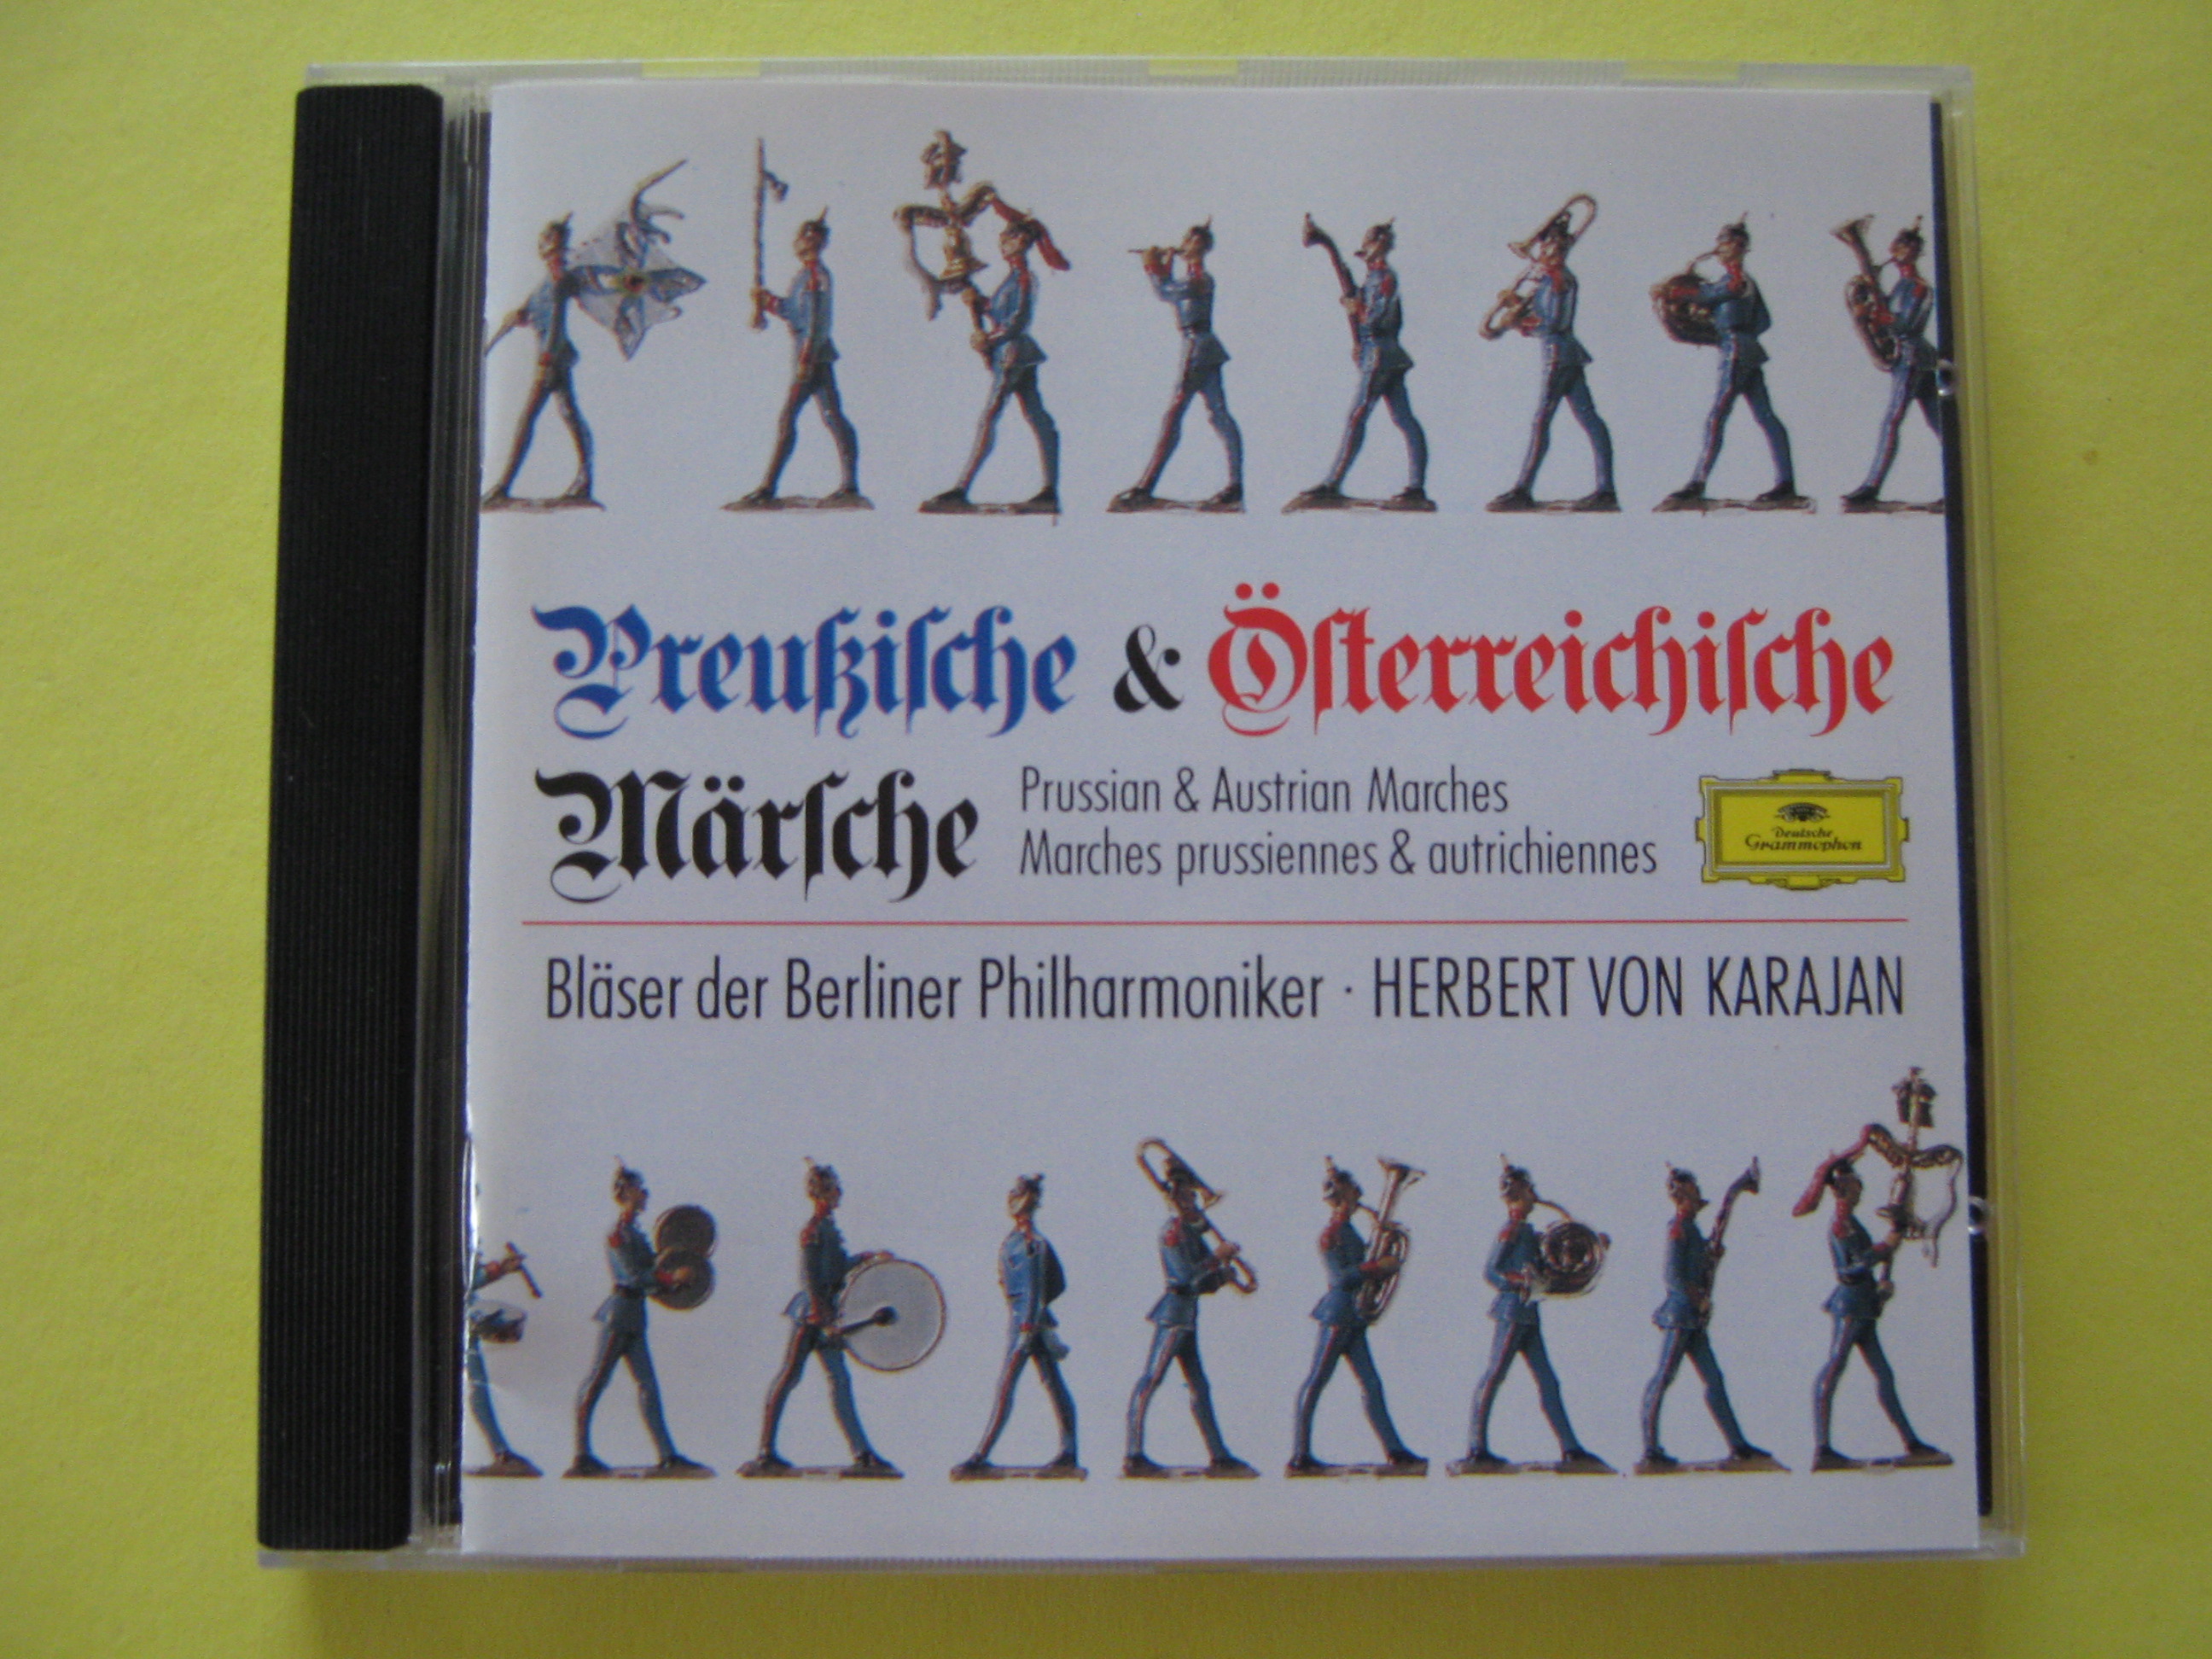 Preußiſche & Öſterreichiſche
Märſche
Prussian & Austrian Marches
Marches prussiennes & autrichiennes
Deutsche
Grammophon
Bläser der Berliner Philharmoniker · HERBERT VON KARAJAN